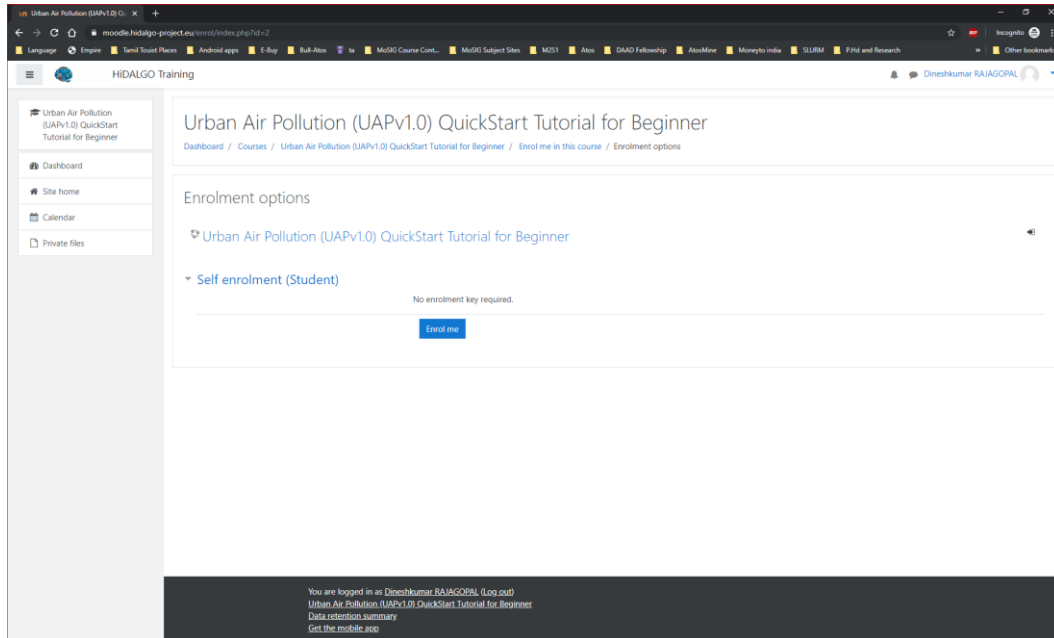 Urban Air Pollution (UAPv1.0) Q
moodle.hidalgo-project.eu/enrol/index.php?id=2
Incognito
Language Empire Tamil Touist Places Android apps E-Buy Bull-Atos ta MoSIG Course Cont... MoSIG Subject Sites M2S1 Atos DAAD Fellowship AtosMine Moneyto india SLURM P.Hd and Research » Other bookmark
HiDALGO Training
Dineshkumar RAJAGOPAL
Urban Air Pollution
(UAPv1.0) QuickStart
Tutorial for Beginner
Dashboard
Site home
Calendar
Private files
Urban Air Pollution (UAPv1.0) QuickStart Tutorial for Beginner
Dashboard / Courses / Urban Air Pollution (UAPv1.0) QuickStart Tutorial for Beginner / Enrol me in this course / Enrolment options
Enrolment options
Urban Air Pollution (UAPv1.0) QuickStart Tutorial for Beginner
Self enrolment (Student)
No enrolment key required.
Enrol me
You are logged in as Dineshkumar RAJAGOPAL (Log out)
Urban Air Pollution (UAPv1.0) QuickStart Tutorial for Beginner
Data retention summary
Get the mobile app